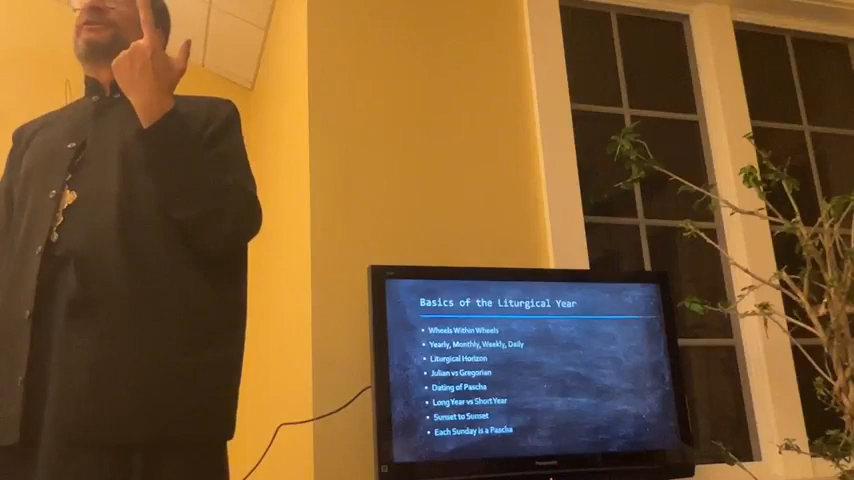 Basics of the Liturgical Year
• Wheels Within Wheels
• Yearly, Monthly, Weekly, Daily
• Liturgical Horizon
• Julian vs Gregorian
• Dating of Pascha
• Long Year vs Short Year
• Sunset to Sunset
• Each Sunday is a Pascha
Panasonic